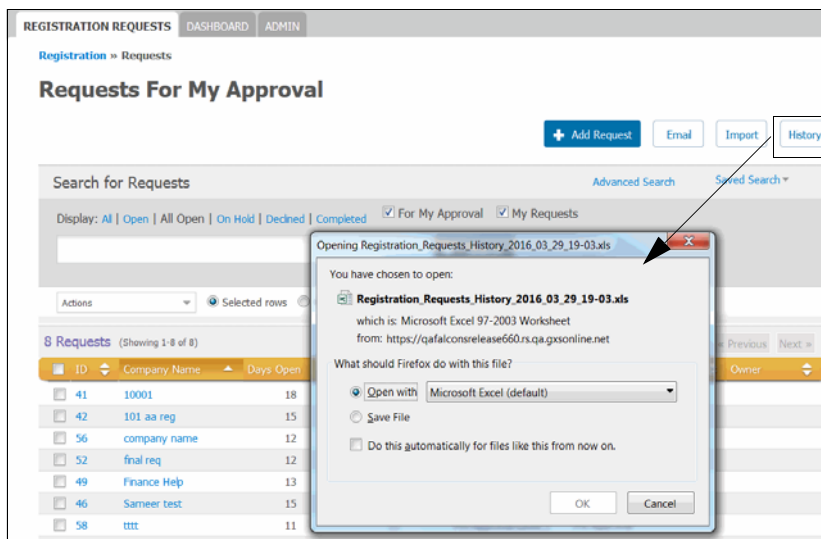 REGISTRATION REQUESTS DASHBOARD ADMIN
Registration » Requests
Requests For My Approval
Add Request Email Import History
Search for Requests Advanced Search Saved Search
Display: All | Open | All Open | On Hold | Declined | Completed For My Approval My Requests
Opening Registration_Requests_History_2016_03_29_19-03.xls
You have chosen to open:
Registration_Requests_History_2016_03_29_19-03.xls
which is: Microsoft Excel 97-2003 Worksheet
from: https://qafalconsrelease660.rs.qa.gxsonline.net
What should Firefox do with this file?
Open with Microsoft Excel (default)
Save File
Do this automatically for files like this from now on.
OK Cancel
Actions Selected rows
8 Requests (Showing 1-8 of 8) « Previous Next »
ID Company Name Days Open Owner
41 10001 18
42 101 aa reg 15
56 company name 12
52 final req 12
49 Finance Help 13
46 Sameer test 15
58 tttt 11